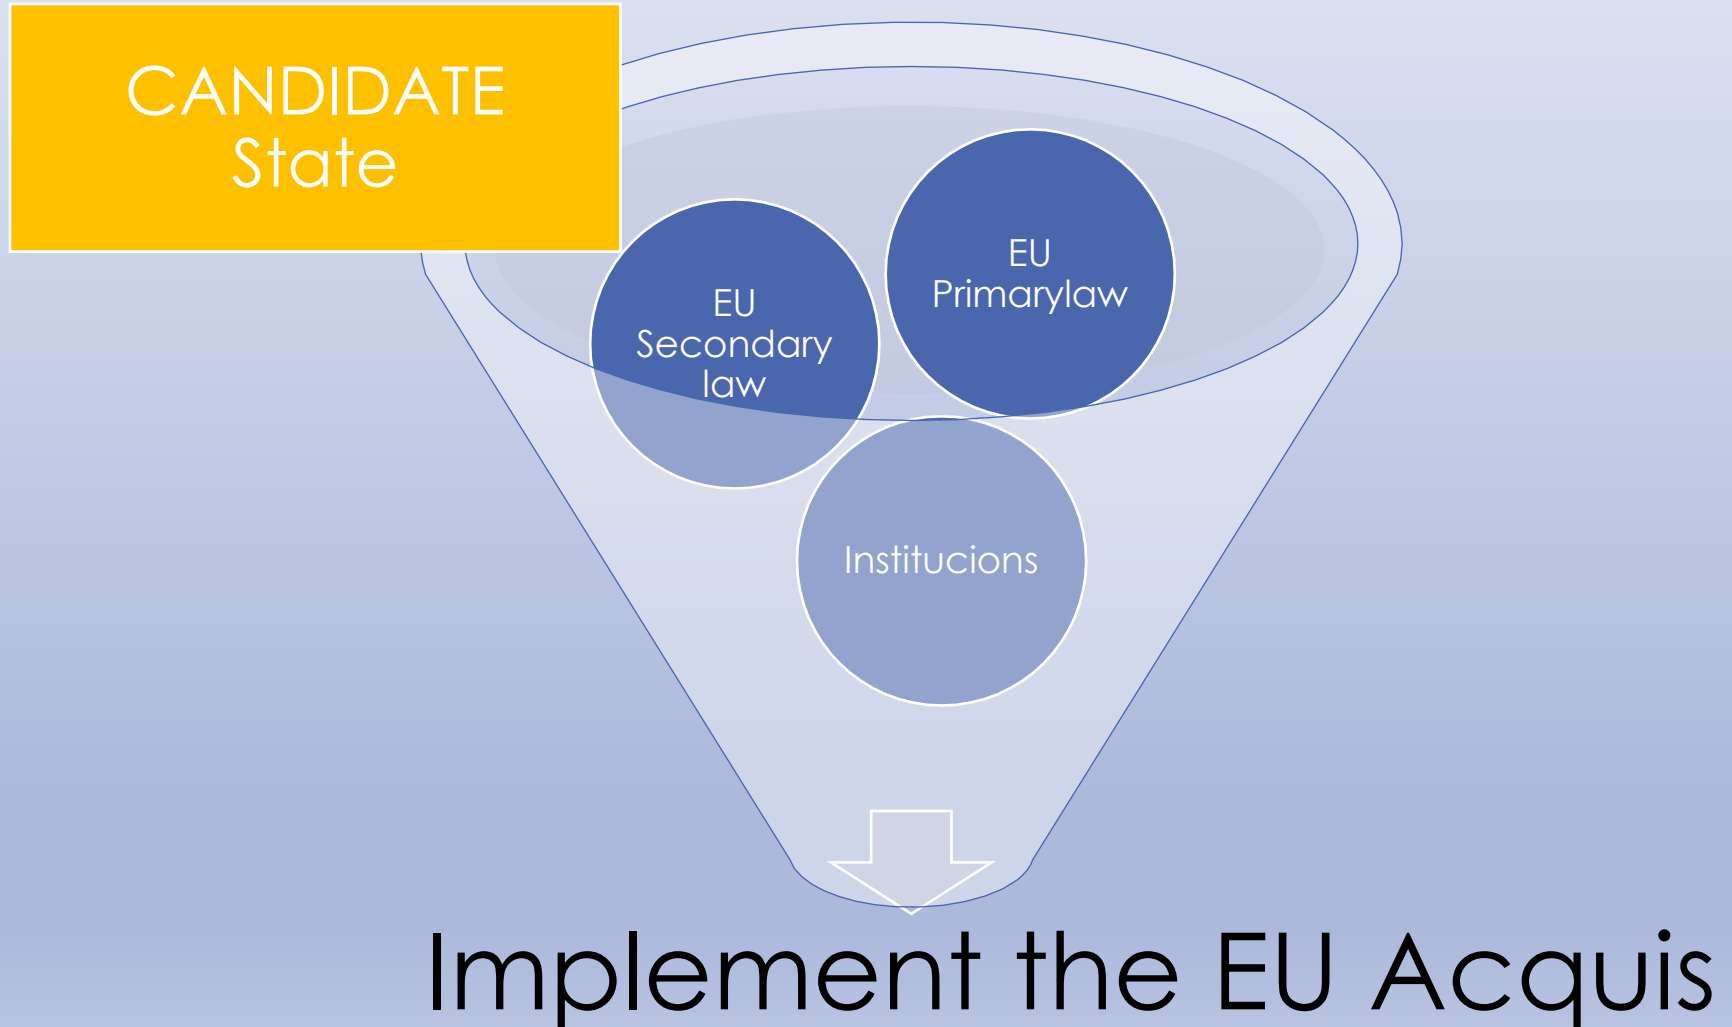 CANDIDATE
State
EU
Primarylaw
EU
Secondary
law
Institucions
Implement the EU Acquis